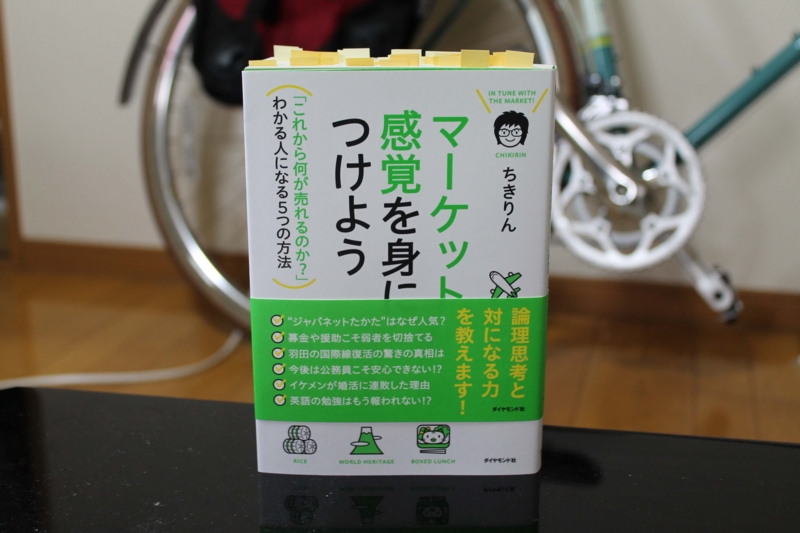 IN TUNE WITH
THE MARKET!
CHIKIRIN
ちきりん
マーケット
感覚を身に
つけよう
「これから何が売れるのか?」
わかる人になる5つの方法
論理思考と
対になる力
を教えます!
ダイヤモンド社
“ジャパネットたかた”はなぜ人気?
募金や援助こそ弱者を切捨てる
羽田の国際線復活の驚きの真相は
今後は公務員こそ安心できない!?
イケメンが婚活に連敗した理由
英語の勉強はもう報われない!?
RICE
WORLD HERITAGE
BOXED LUNCH
ダイヤモンド社